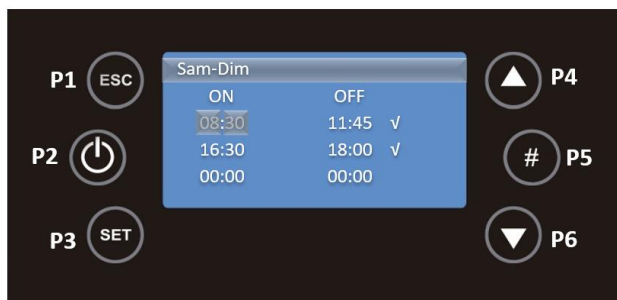 P1 ESC
P2
P3 SET
Sam-Dim
ON OFF
08:30 11:45 √
16:30 18:00 √
00:00 00:00
P4
# P5
P6